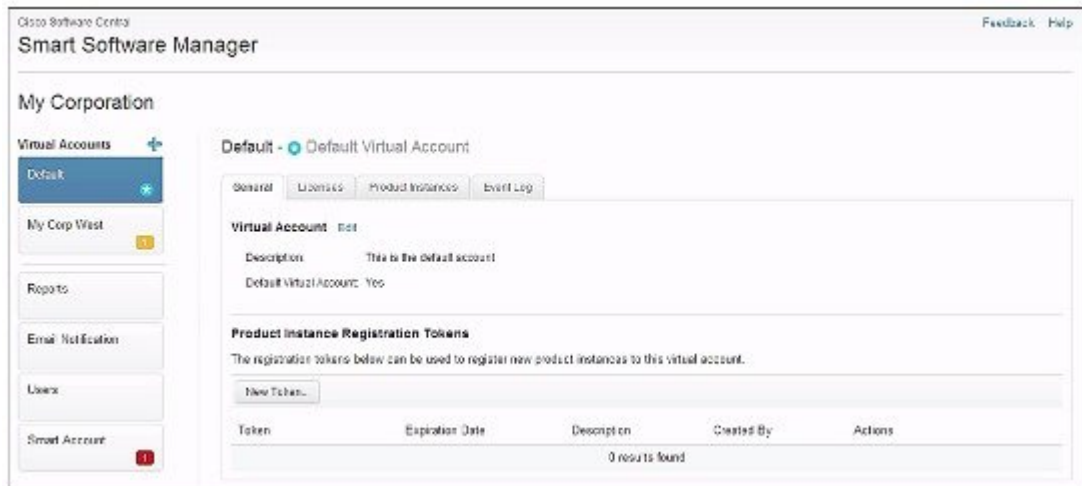 Cisco Software Central
Feedback Help
Smart Software Manager
My Corporation
Virtual Accounts
Default
My Corp West
1
Reports
Email Notification
Users
Smart Account
1
Default - Default Virtual Account
General Licenses Product Instances Event Log
Virtual Account Edit
Description: This is the default account
Default Virtual Account: Yes
Product Instance Registration Tokens
The registration tokens below can be used to register new product instances to this virtual account.
New Token...
Token Expiration Date Description Created By Actions
0 results found